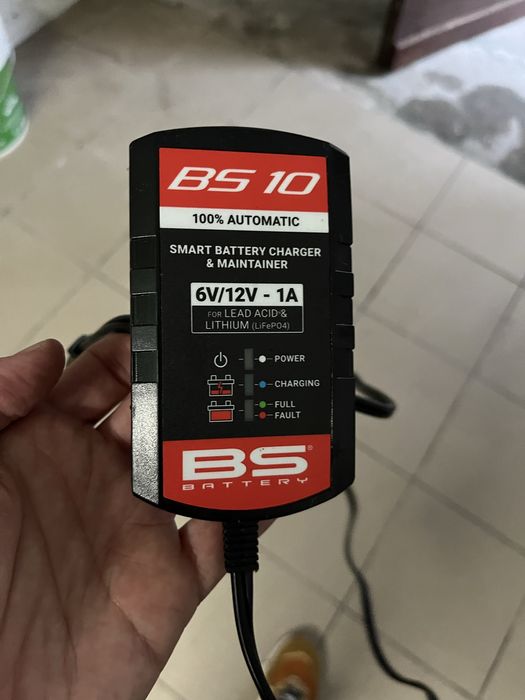 BS 10
100% AUTOMATIC
SMART BATTERY CHARGER
& MAINTAINER
6V/12V - 1A
FOR LEAD ACID &
LITHIUM (LiFePO4)
POWER
CHARGING
FULL
FAULT
BS®
BATTERY